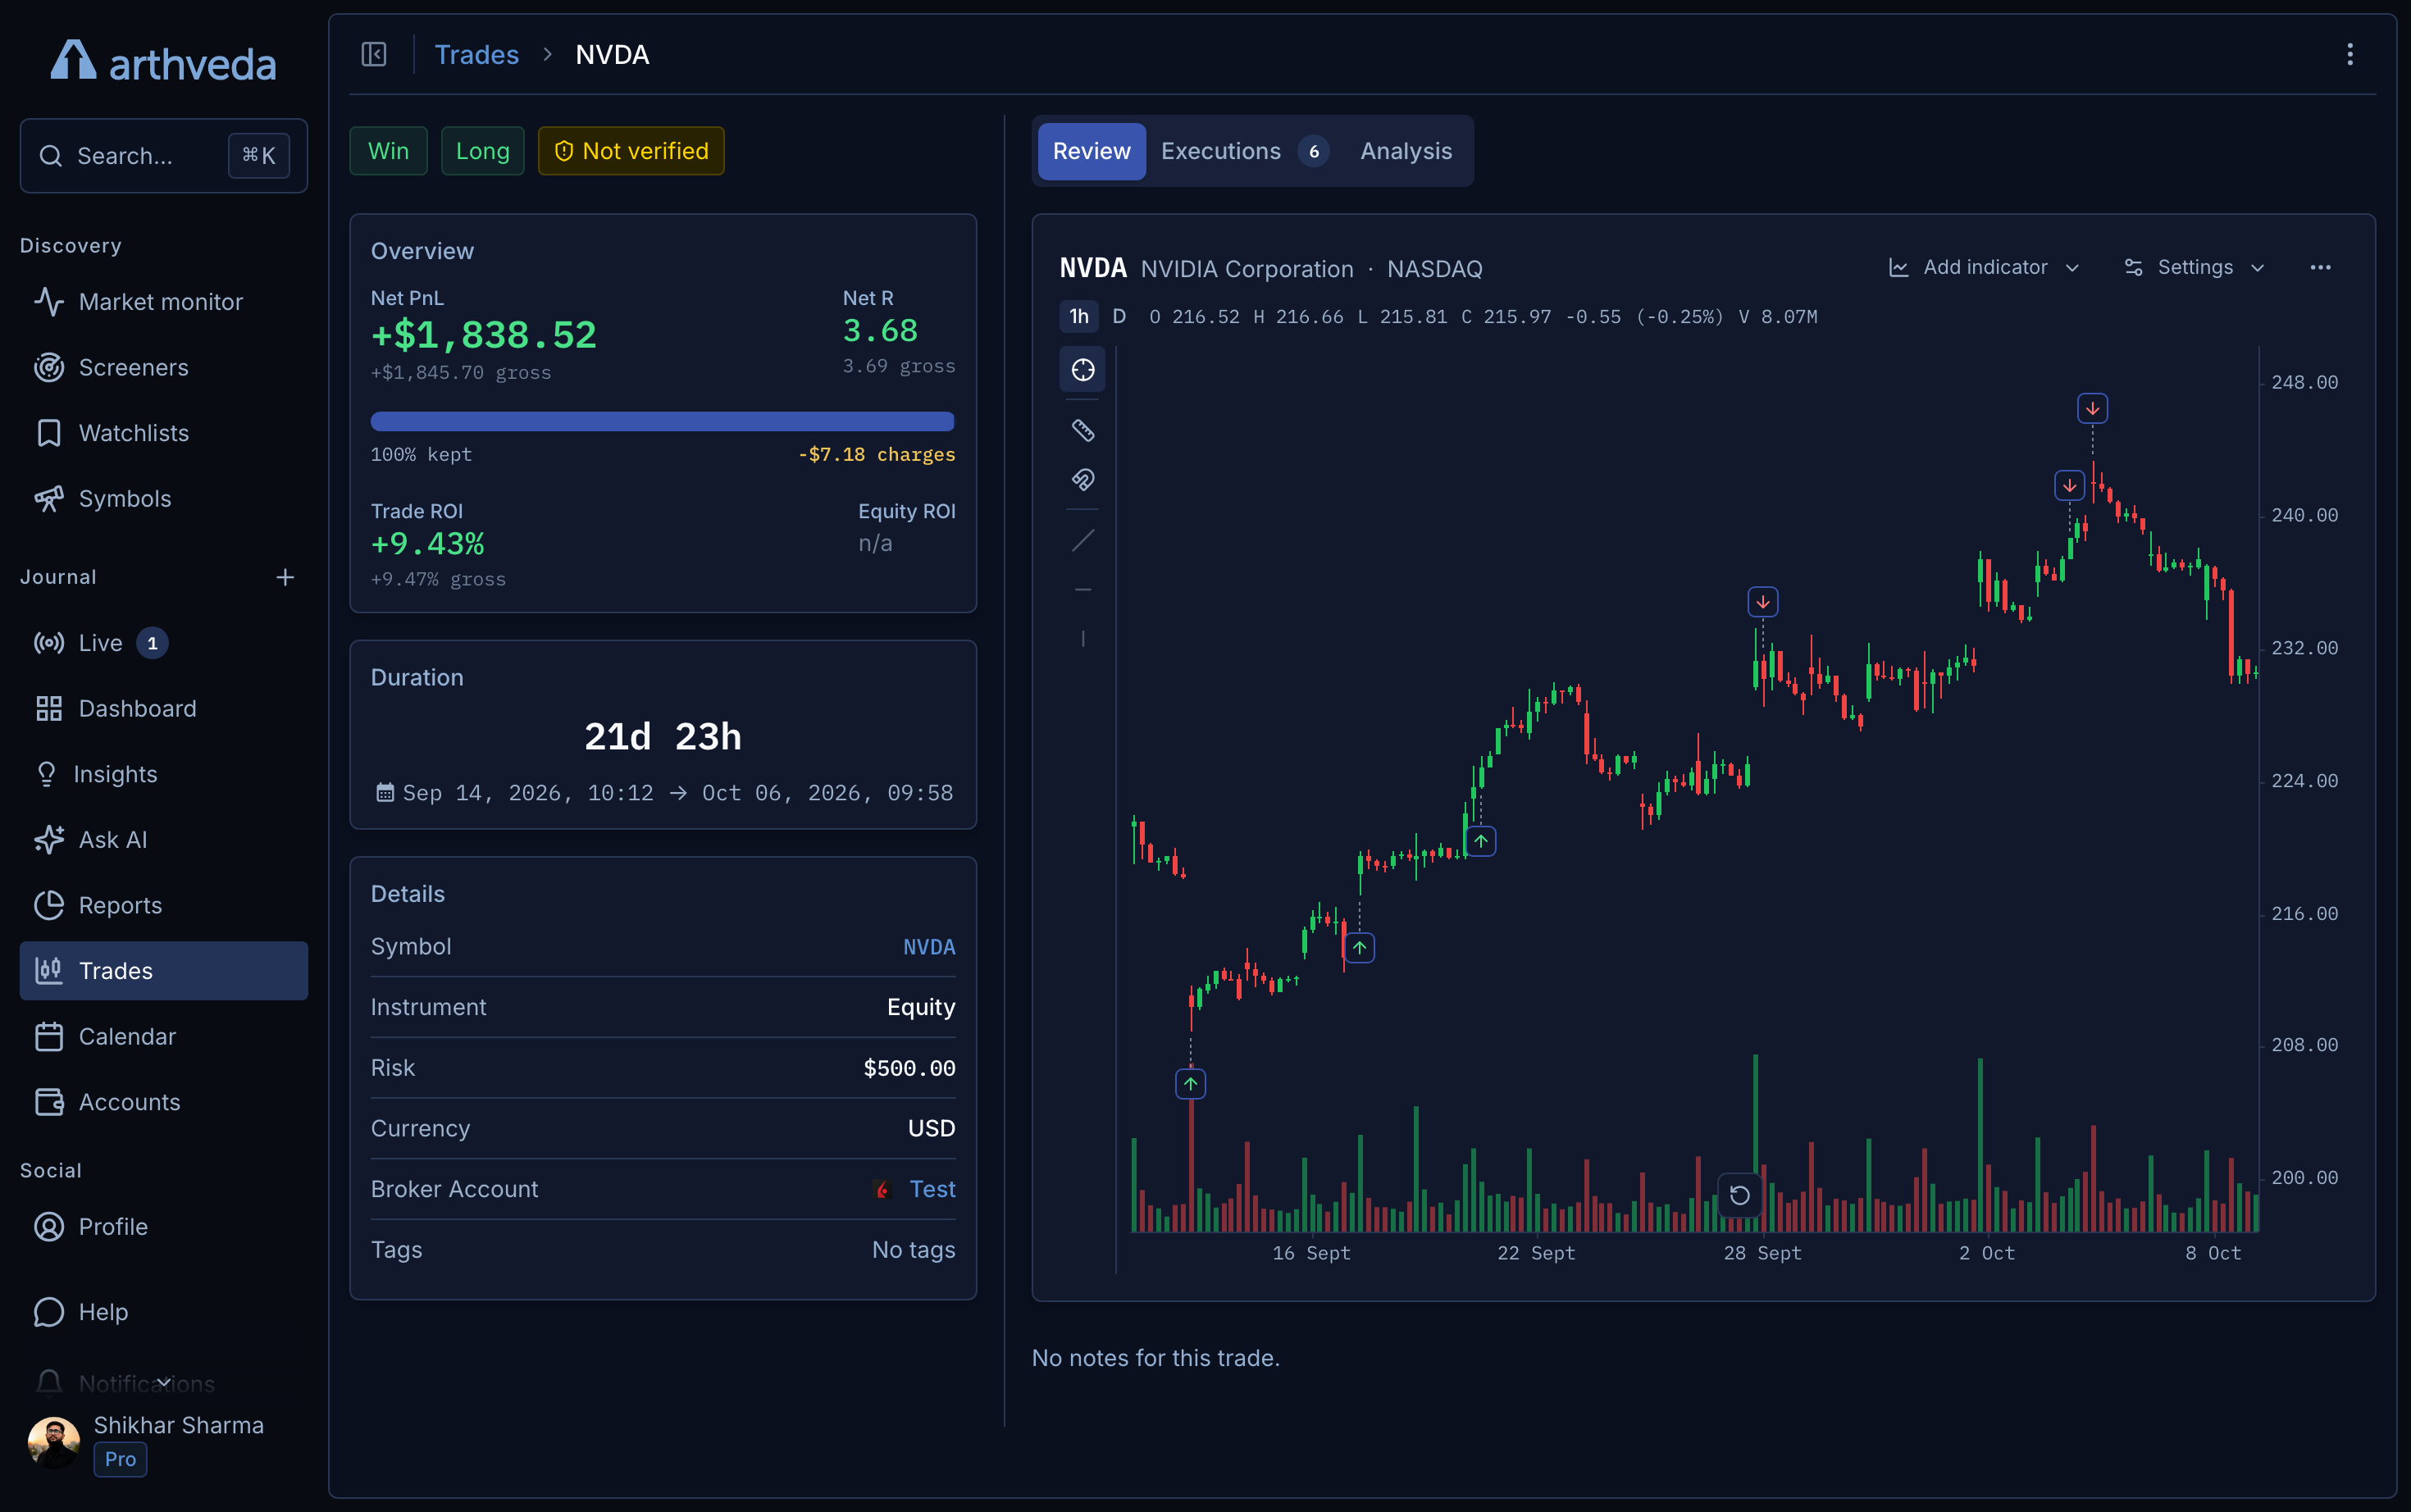 arthveda
Search...
⌘K
Discovery
Market monitor
Screeners
Watchlists
Symbols
Journal
Live 1
Dashboard
Insights
Ask AI
Reports
Trades
Calendar
Accounts
Social
Profile
Help
Notifications
Shikhar Sharma
Pro
Trades > NVDA
Win
Long
Not verified
Overview
Net PnL
+$1,838.52
+$1,845.70 gross
Net R
3.68
3.69 gross
100% kept
-$7.18 charges
Trade ROI
+9.43%
+9.47% gross
Equity ROI
n/a
Duration
21d 23h
Sep 14, 2026, 10:12 → Oct 06, 2026, 09:58
Details
Symbol NVDA
Instrument Equity
Risk $500.00
Currency USD
Broker Account Test
Tags No tags
Review
Executions 6
Analysis
NVDA NVIDIA Corporation · NASDAQ
Add indicator
Settings
1h D O 216.52 H 216.66 L 215.81 C 215.97 -0.55 (-0.25%) V 8.07M
248.00
240.00
232.00
224.00
216.00
208.00
200.00
16 Sept
22 Sept
28 Sept
2 Oct
8 Oct
No notes for this trade.